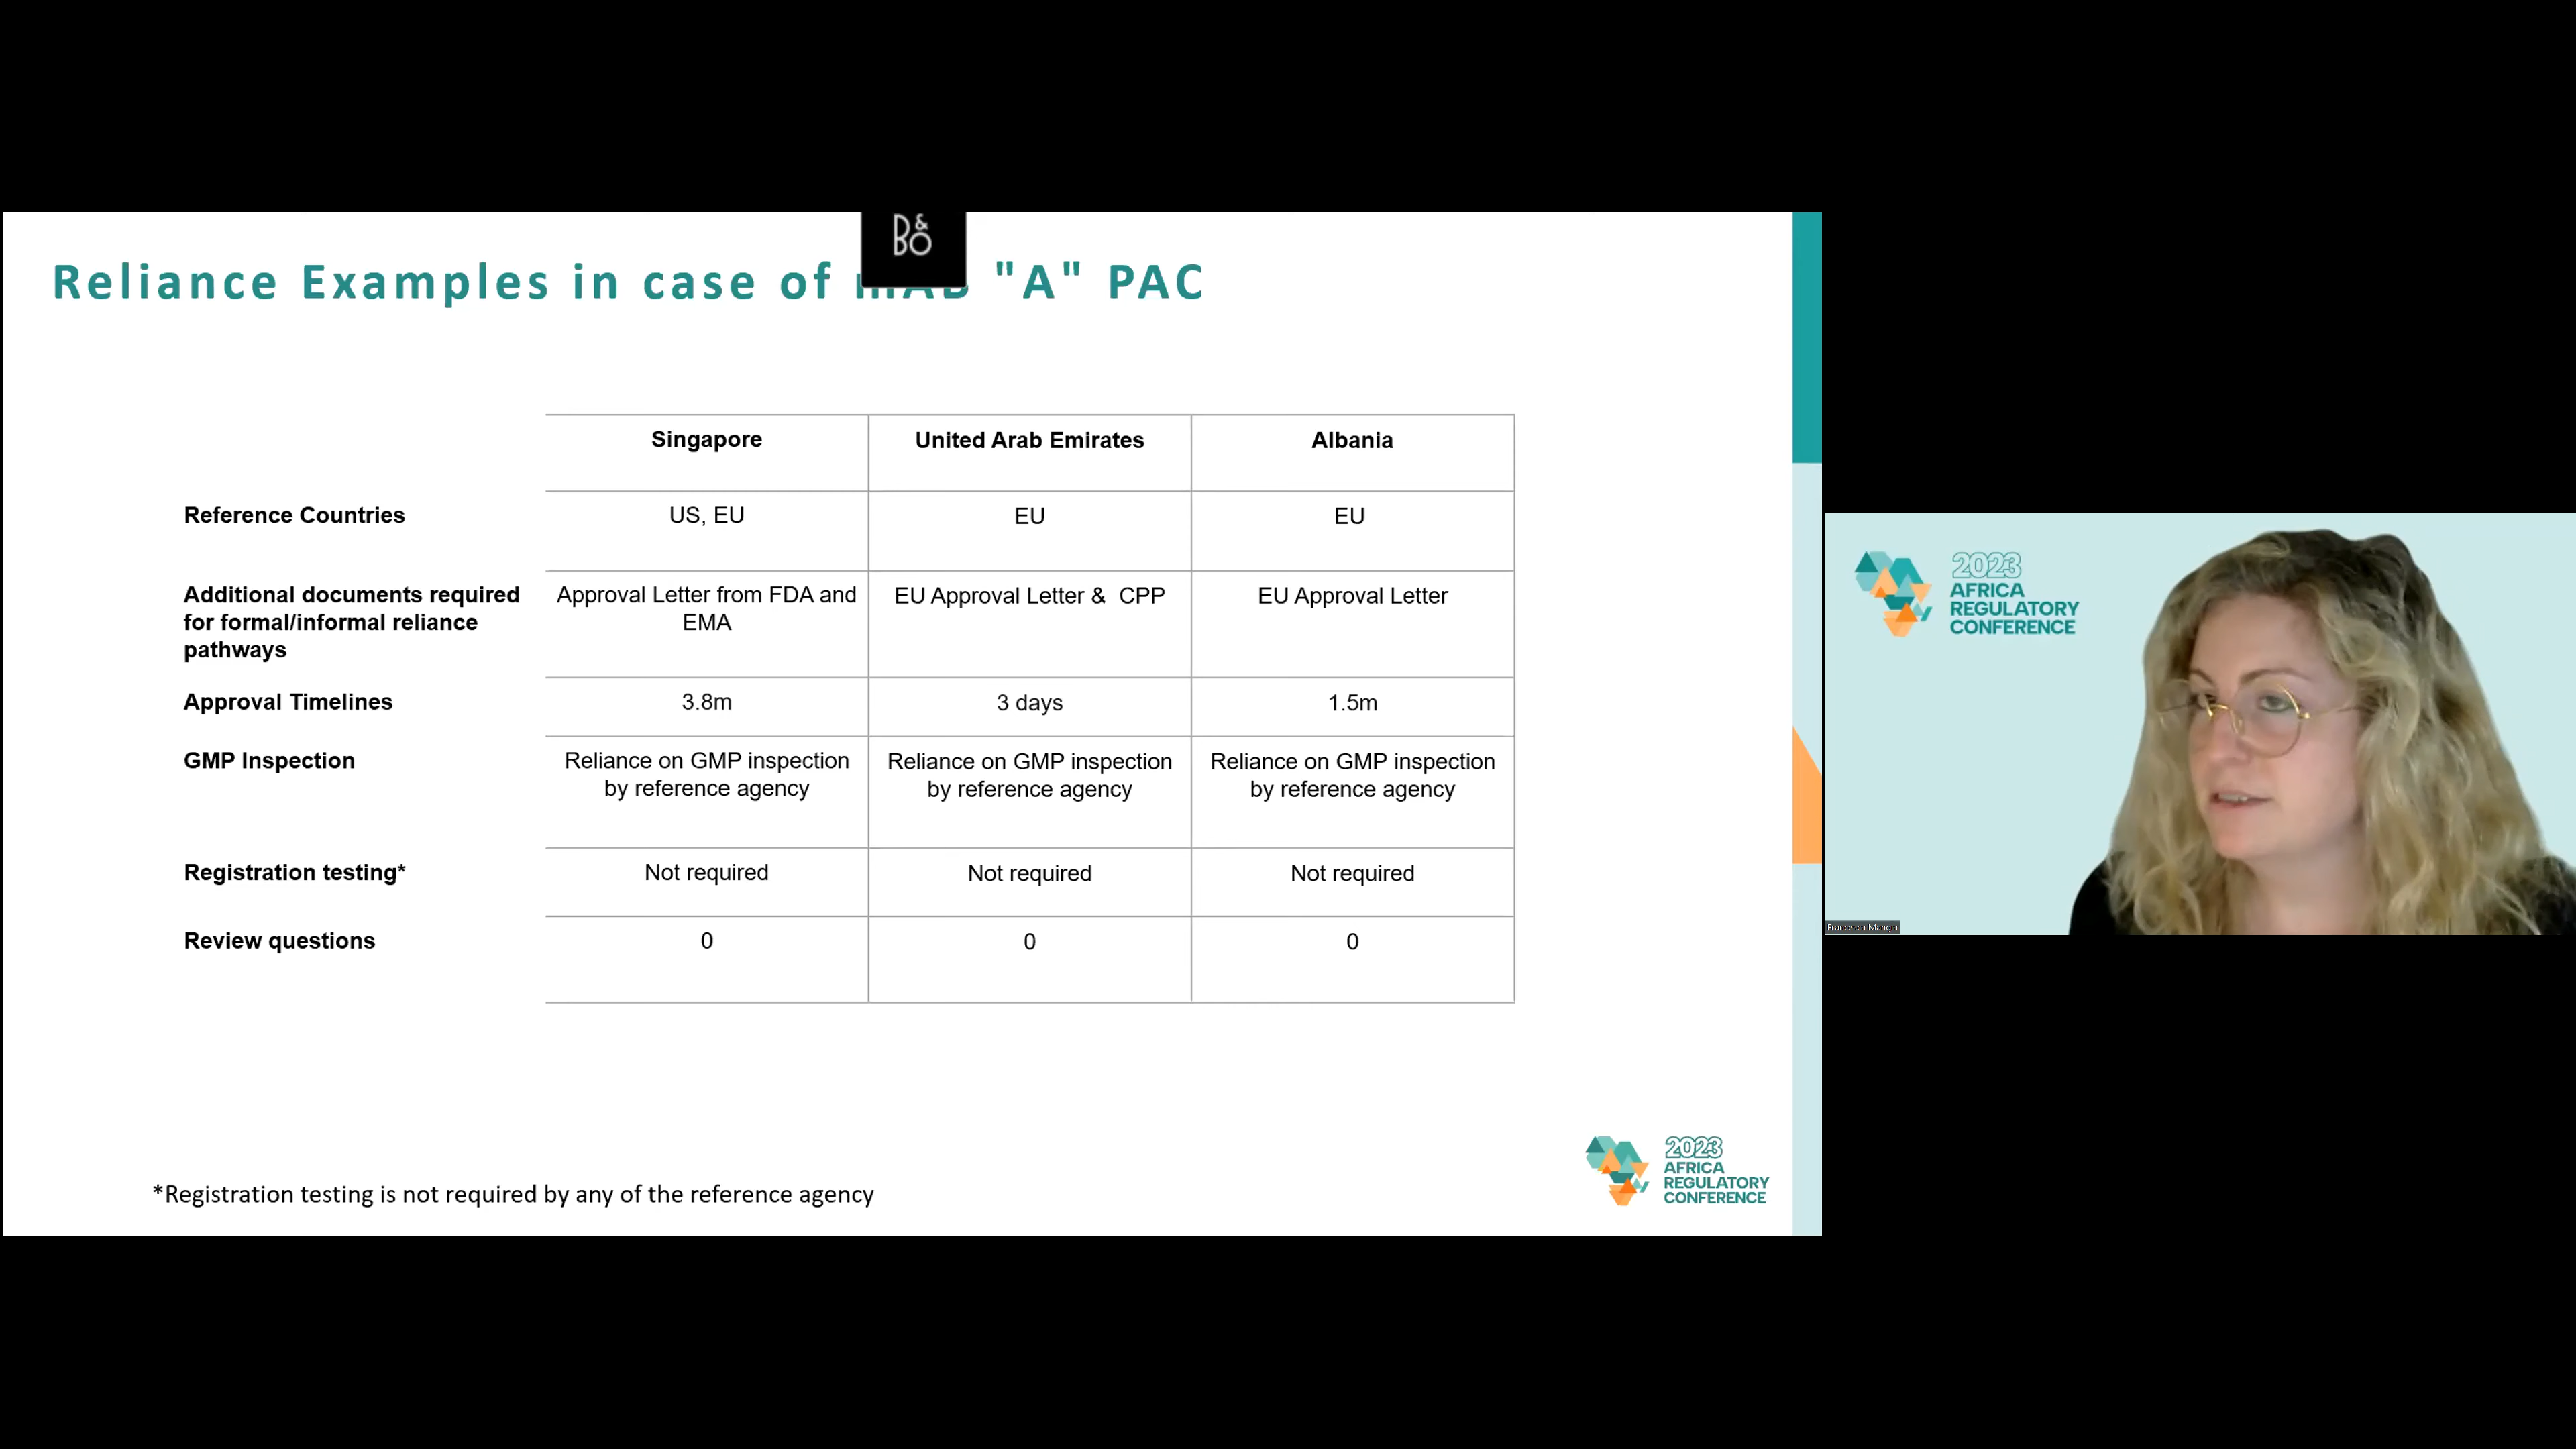 B&O
Reliance Examples in case of mAB "A" PAC
Singapore
United Arab Emirates
Albania
Reference Countries
US, EU
EU
EU
Additional documents required
for formal/informal reliance
pathways
Approval Letter from FDA and
EMA
EU Approval Letter & CPP
EU Approval Letter
Approval Timelines
3.8m
3 days
1.5m
GMP Inspection
Reliance on GMP inspection
by reference agency
Reliance on GMP inspection
by reference agency
Reliance on GMP inspection
by reference agency
Registration testing*
Not required
Not required
Not required
Review questions
0
0
0
*Registration testing is not required by any of the reference agency
2023
AFRICA
REGULATORY
CONFERENCE
2023
AFRICA
REGULATORY
CONFERENCE
Francesca Mangia